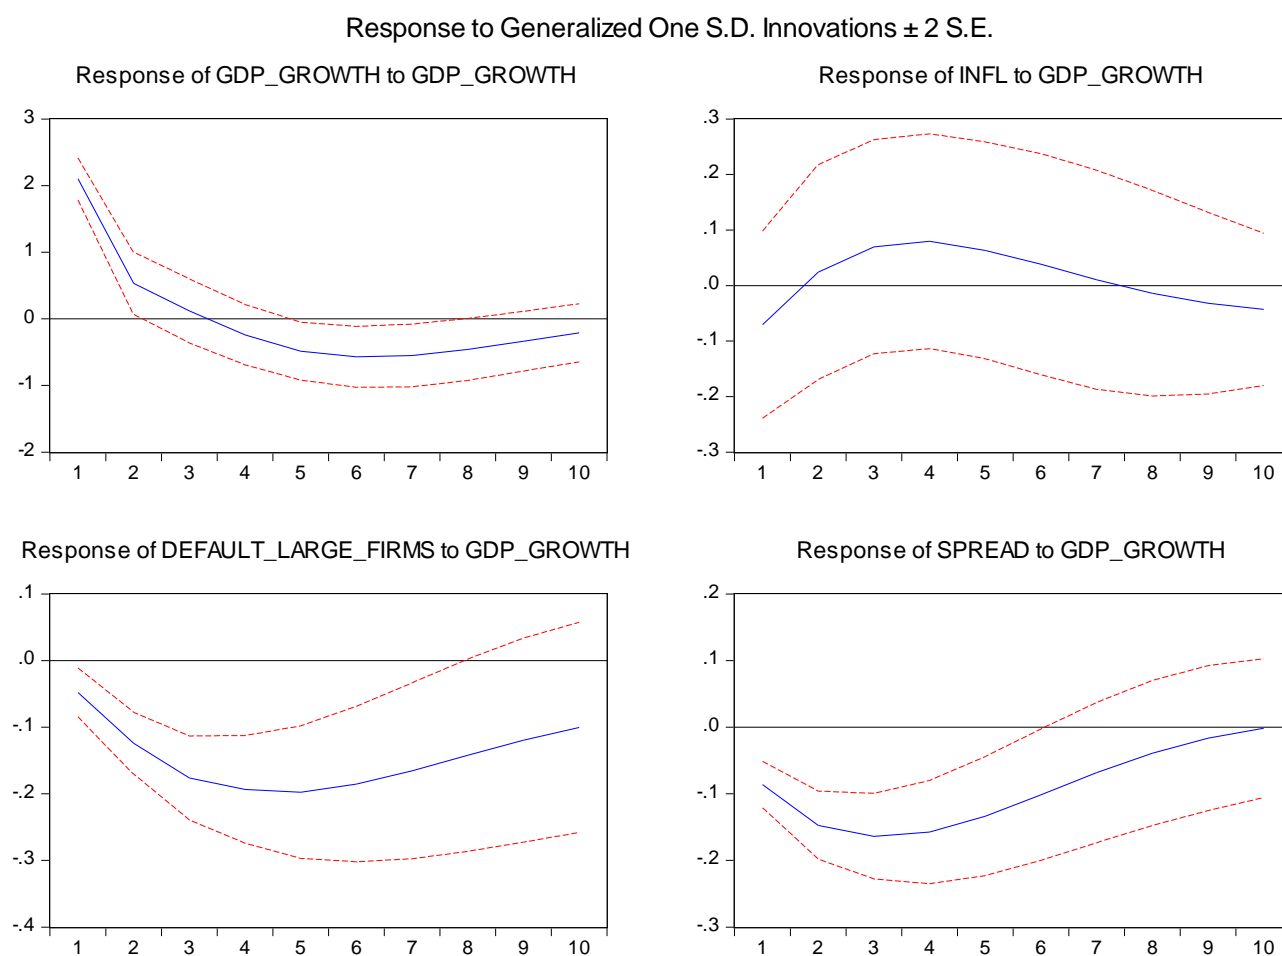 Response to Generalized One S.D. Innovations ± 2 S.E.
Response of GDP_GROWTH to GDP_GROWTH
3
2
1
0
-1
-2
1 2 3 4 5 6 7 8 9 10
Response of INFL to GDP_GROWTH
.3
.2
.1
.0
-.1
-.2
-.3
1 2 3 4 5 6 7 8 9 10
Response of DEFAULT_LARGE_FIRMS to GDP_GROWTH
.1
.0
-.1
-.2
-.3
-.4
1 2 3 4 5 6 7 8 9 10
Response of SPREAD to GDP_GROWTH
.2
.1
.0
-.1
-.2
-.3
1 2 3 4 5 6 7 8 9 10